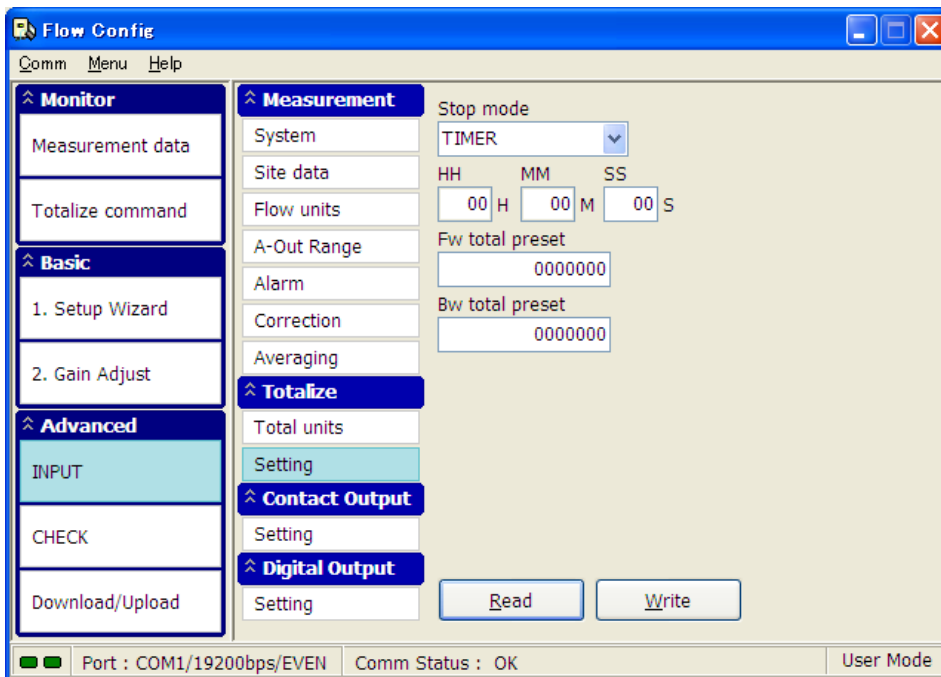 Flow Config
Comm Menu Help
Monitor
Measurement data
Totalize command
Basic
1. Setup Wizard
2. Gain Adjust
Advanced
INPUT
CHECK
Download/Upload
Measurement
System
Site data
Flow units
A-Out Range
Alarm
Correction
Averaging
Totalize
Total units
Setting
Contact Output
Setting
Digital Output
Setting
Stop mode
TIMER
HH MM SS
00 H 00 M 00 S
Fw total preset
0000000
Bw total preset
0000000
Read Write
Port : COM1/19200bps/EVEN Comm Status : OK User Mode